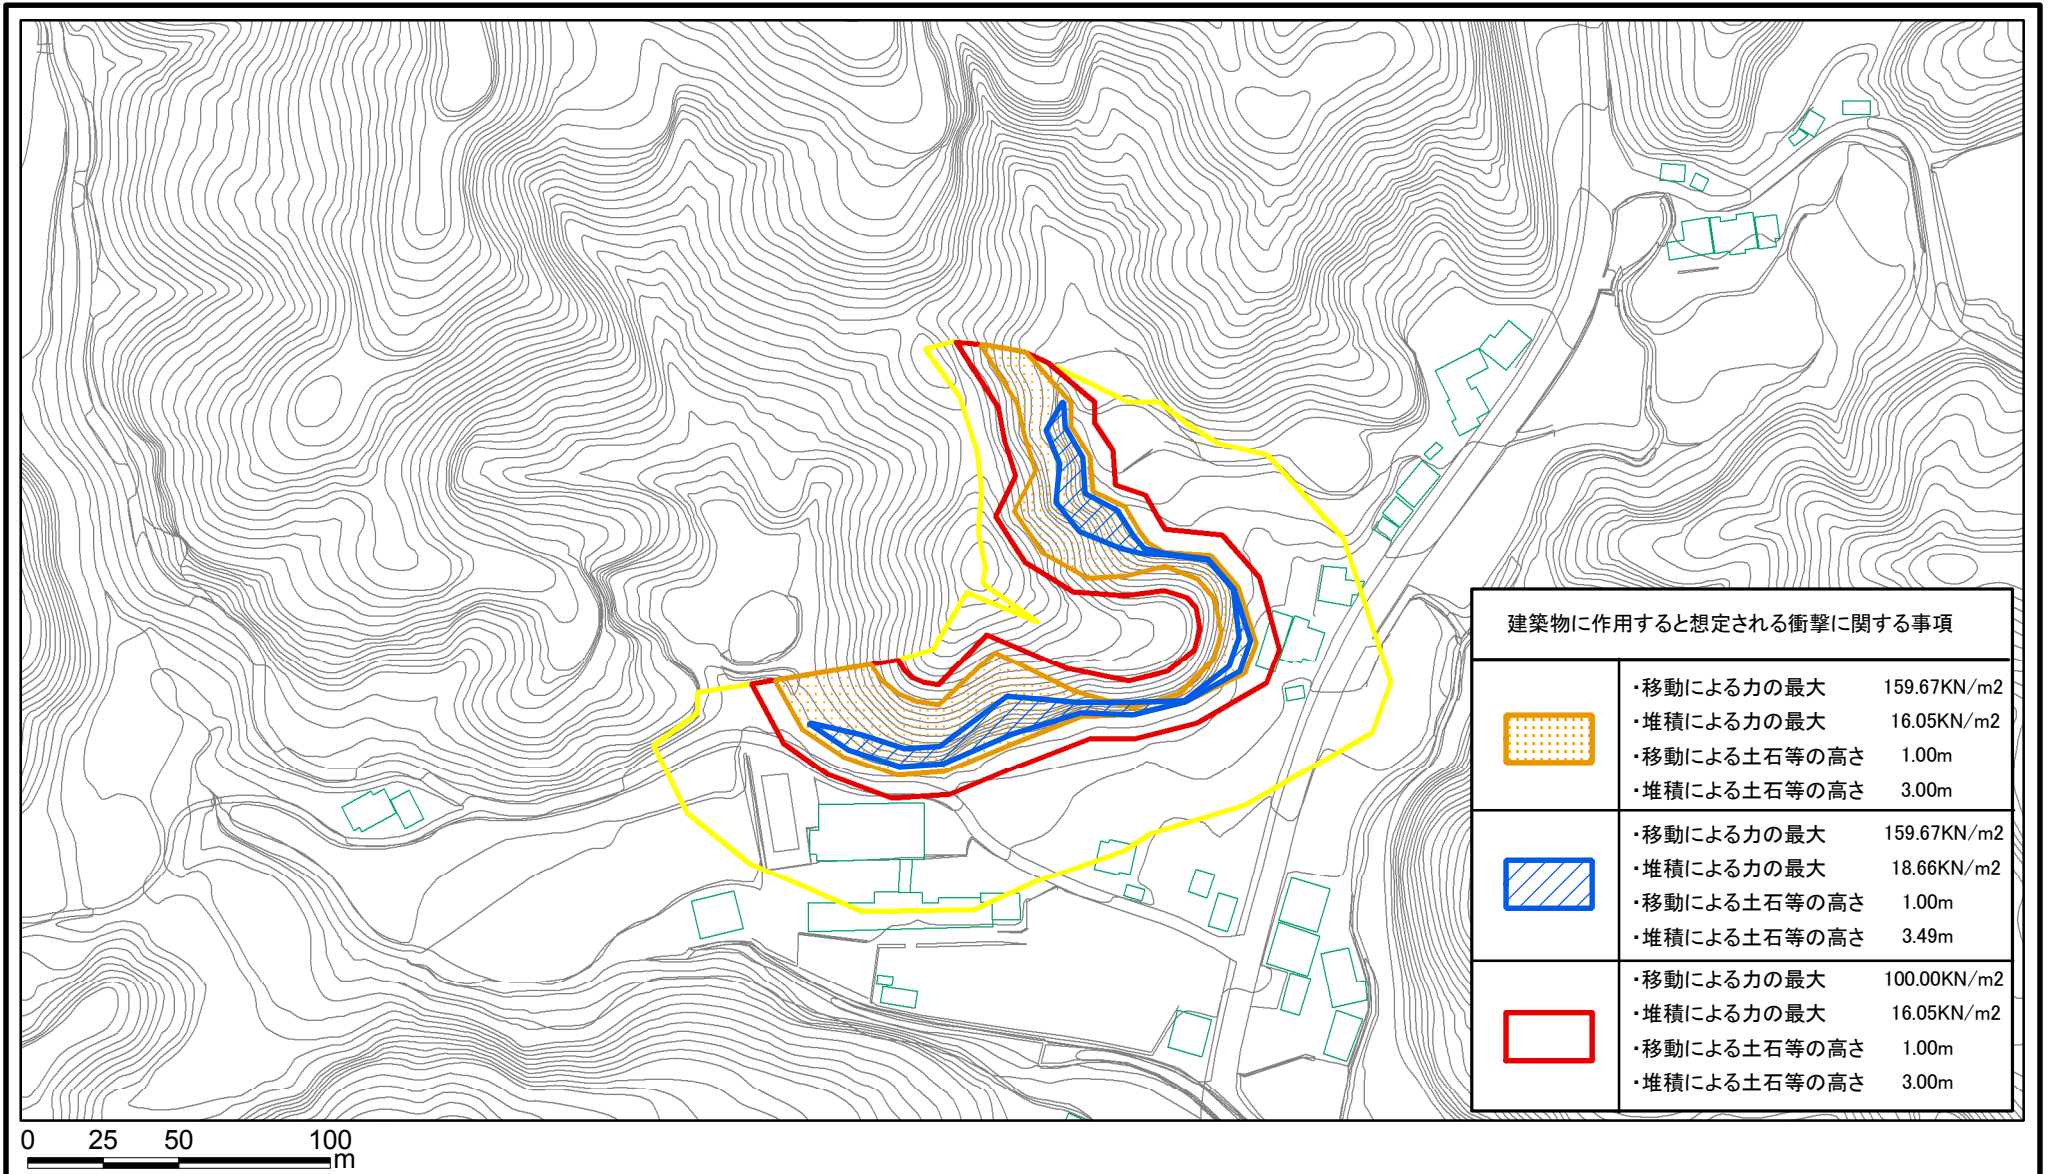 建築物に作用すると想定される衝撃に関する事項
・移動による力の最大 159.67KN/m2
・堆積による力の最大 16.05KN/m2
・移動による土石等の高さ 1.00m
・堆積による土石等の高さ 3.00m
・移動による力の最大 159.67KN/m2
・堆積による力の最大 18.66KN/m2
・移動による土石等の高さ 1.00m
・堆積による土石等の高さ 3.49m
・移動による力の最大 100.00KN/m2
・堆積による力の最大 16.05KN/m2
・移動による土石等の高さ 1.00m
・堆積による土石等の高さ 3.00m
0 25 50 100
m